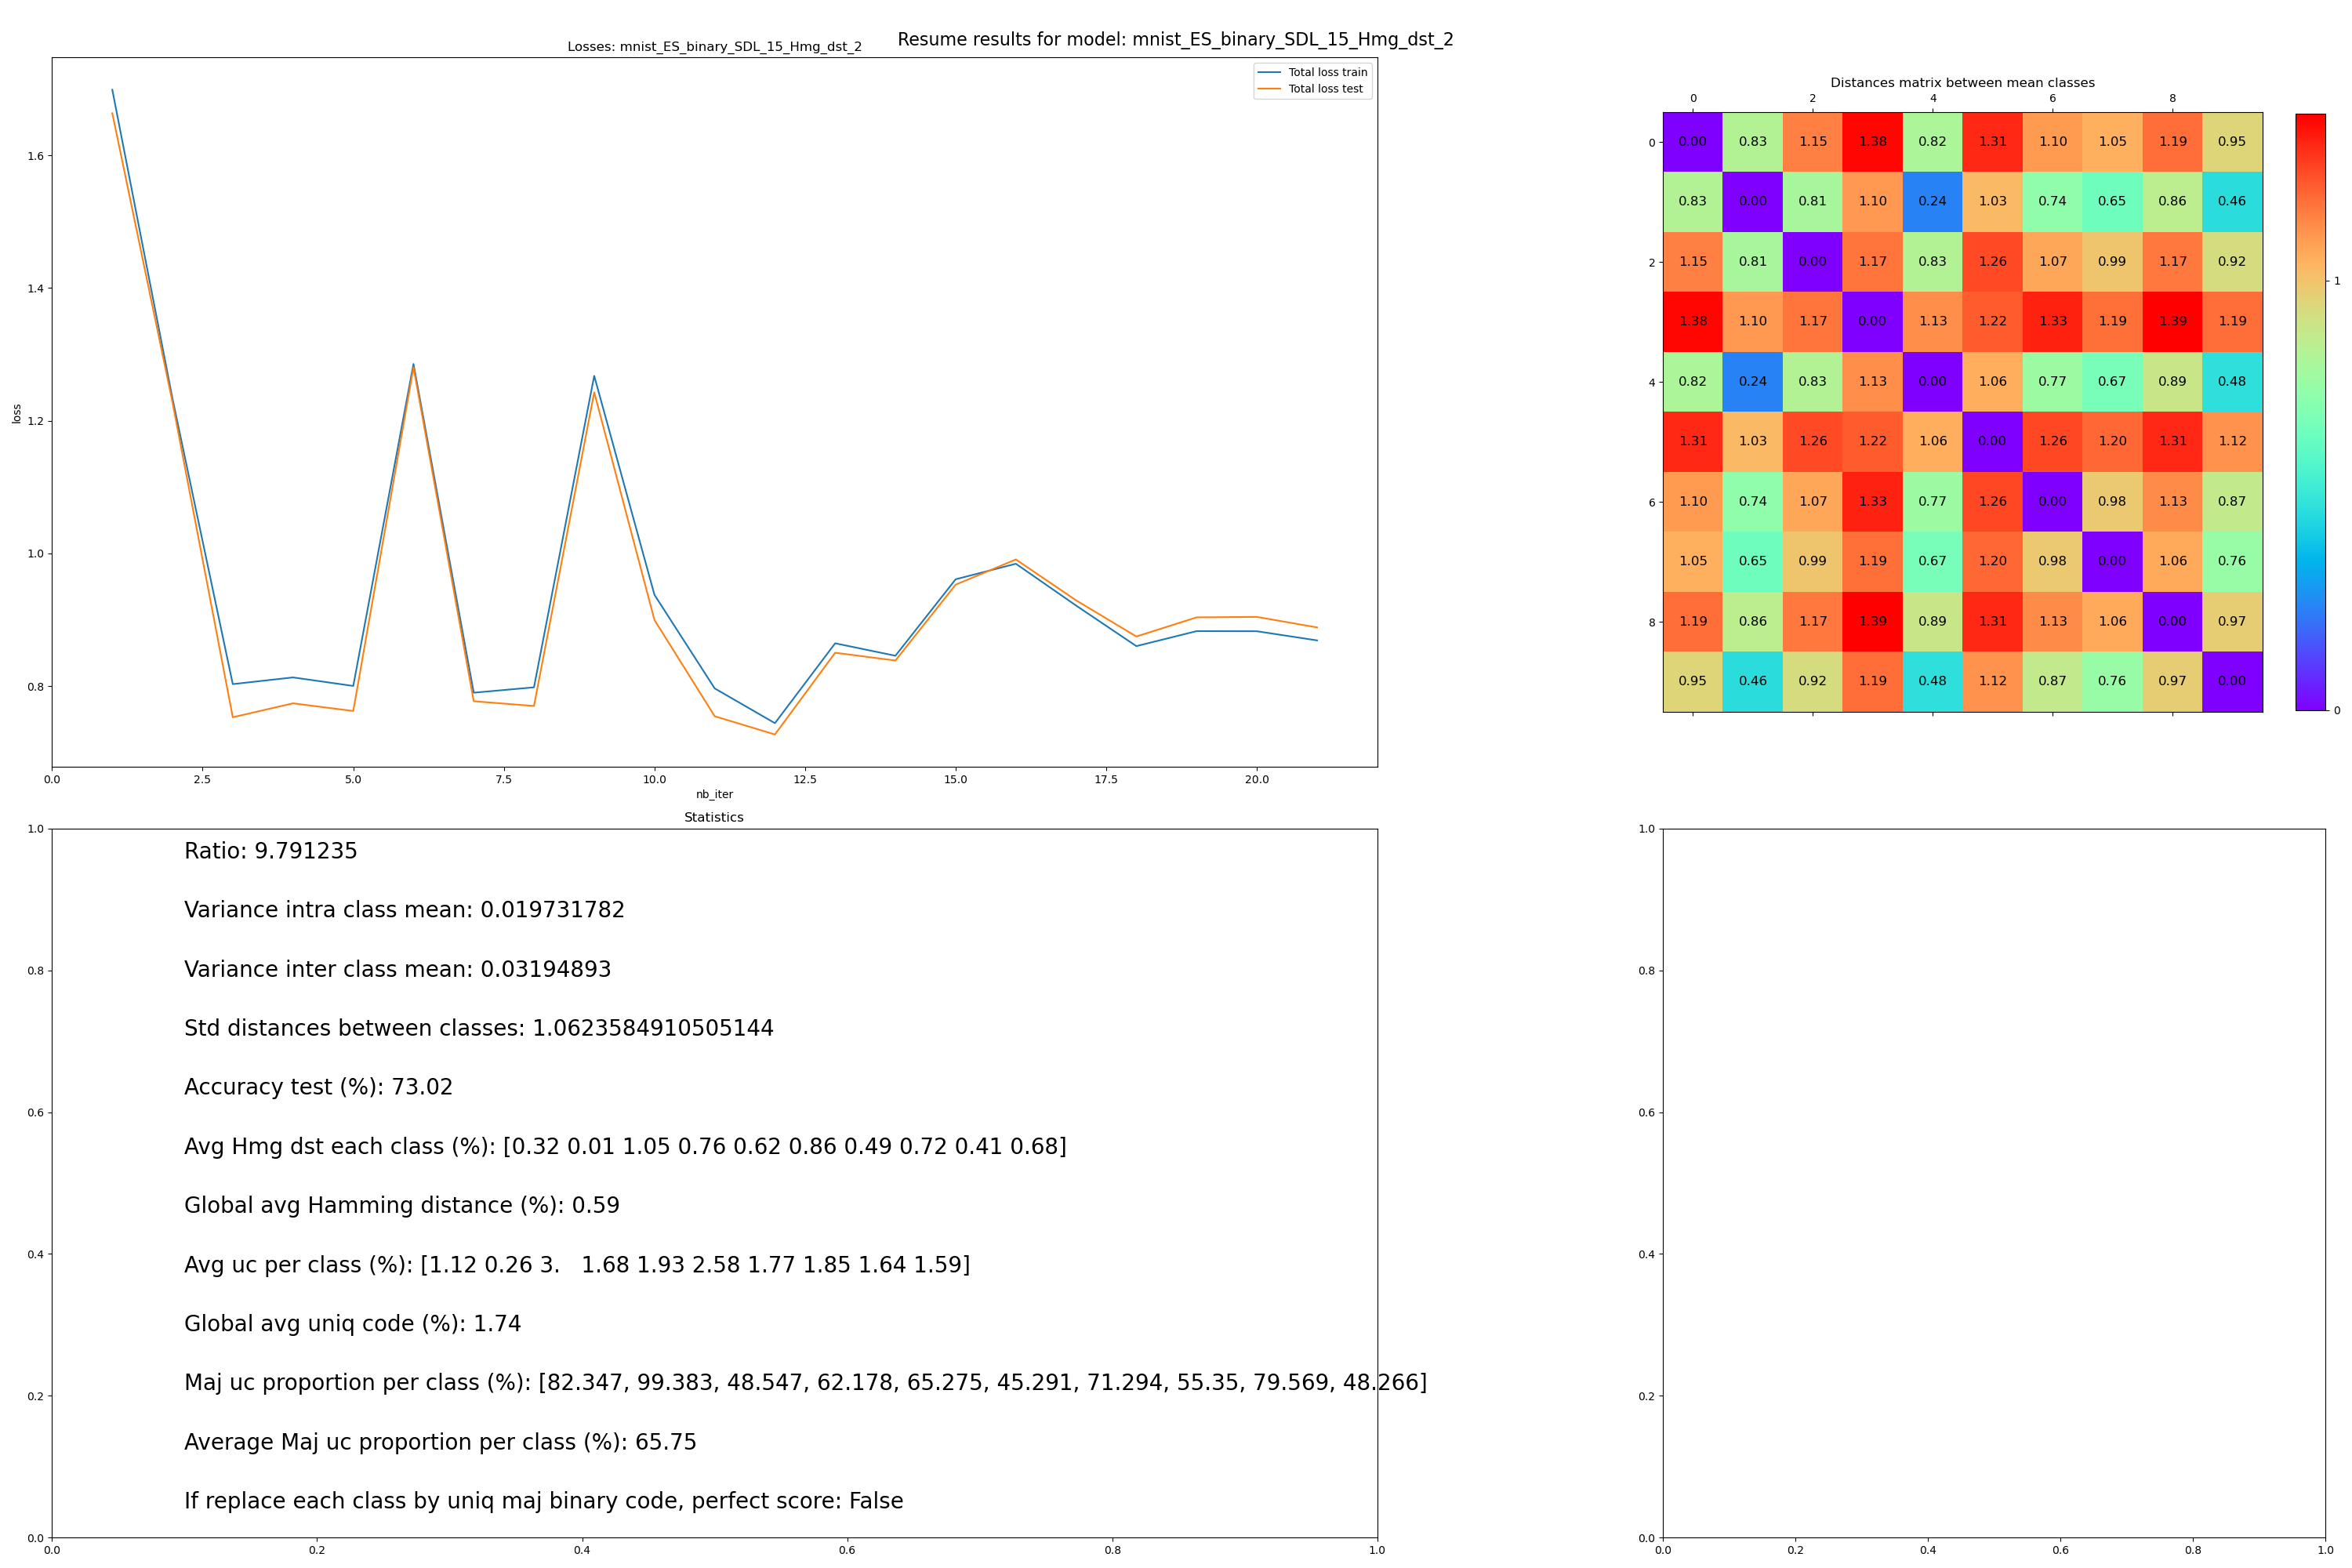 Resume results for model: mnist_ES_binary_SDL_15_Hmg_dst_2
Losses: mnist_ES_binary_SDL_15_Hmg_dst_2
Total loss train
Total loss test
1.6
1.4
1.2
1.0
0.8
loss
0.0 2.5 5.0 7.5 10.0 12.5 15.0 17.5 20.0
nb_iter
Distances matrix between mean classes
0 2 4 6 8
0 0.00 0.83 1.15 1.38 0.82 1.31 1.10 1.05 1.19 0.95
0.83 0.00 0.81 1.10 0.24 1.03 0.74 0.65 0.86 0.46
2 1.15 0.81 0.00 1.17 0.83 1.26 1.07 0.99 1.17 0.92
1.38 1.10 1.17 0.00 1.13 1.22 1.33 1.19 1.39 1.19
4 0.82 0.24 0.83 1.13 0.00 1.06 0.77 0.67 0.89 0.48
1.31 1.03 1.26 1.22 1.06 0.00 1.26 1.20 1.31 1.12
6 1.10 0.74 1.07 1.33 0.77 1.26 0.00 0.98 1.13 0.87
1.05 0.65 0.99 1.19 0.67 1.20 0.98 0.00 1.06 0.76
8 1.19 0.86 1.17 1.39 0.89 1.31 1.13 1.06 0.00 0.97
0.95 0.46 0.92 1.19 0.48 1.12 0.87 0.76 0.97 0.00
1
0
Statistics
1.0
0.8
0.6
0.4
0.2
0.0
Ratio: 9.791235
Variance intra class mean: 0.019731782
Variance inter class mean: 0.03194893
Std distances between classes: 1.0623584910505144
Accuracy test (%): 73.02
Avg Hmg dst each class (%): [0.32 0.01 1.05 0.76 0.62 0.86 0.49 0.72 0.41 0.68]
Global avg Hamming distance (%): 0.59
Avg uc per class (%): [1.12 0.26 3.   1.68 1.93 2.58 1.77 1.85 1.64 1.59]
Global avg uniq code (%): 1.74
Maj uc proportion per class (%): [82.347, 99.383, 48.547, 62.178, 65.275, 45.291, 71.294, 55.35, 79.569, 48.266]
Average Maj uc proportion per class (%): 65.75
If replace each class by uniq maj binary code, perfect score: False
0.0 0.2 0.4 0.6 0.8 1.0
1.0
0.8
0.6
0.4
0.2
0.0
0.0 0.2 0.4 0.6 0.8 1.0